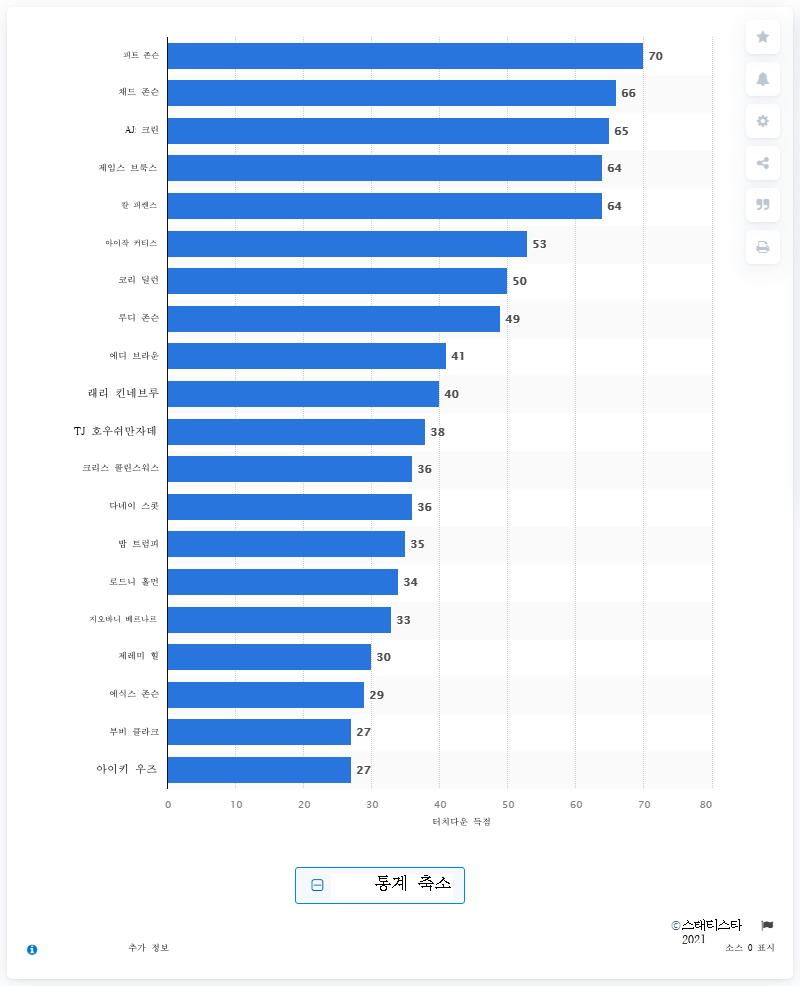 피트 존슨 70
채드 존슨 66
AJ: 크린 65
제임스 브룩스 64
칼 피켄스 64
아이작 커티스 53
코리 딜런 50
루디 존슨 49
에디 브라운 41
래리 킨네브루 40
TJ 호우쉬만자데 38
크리스 콜린스워스 36
다네이 스콧 36
밥 트럼피 35
로드니 홀먼 34
지오바니 베르나르 33
제레미 힐 30
에식스 존슨 29
부비 클라크 27
아이키 우즈 27
0 10 20 30 40 50 60 70 80
터치다운 득점
통계 축소
©스태티스타
2021
추가 정보
소스 0 표시